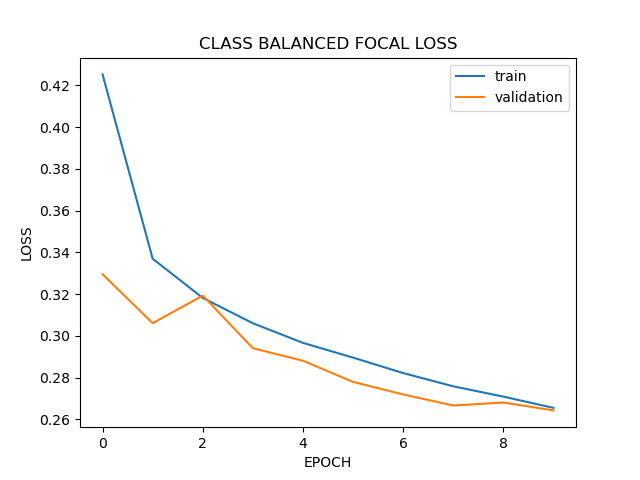 CLASS BALANCED FOCAL LOSS
train
validation
0.42
0.40
0.38
0.36
0.34
0.32
0.30
0.28
0.26
LOSS
0 2 4 6 8
EPOCH